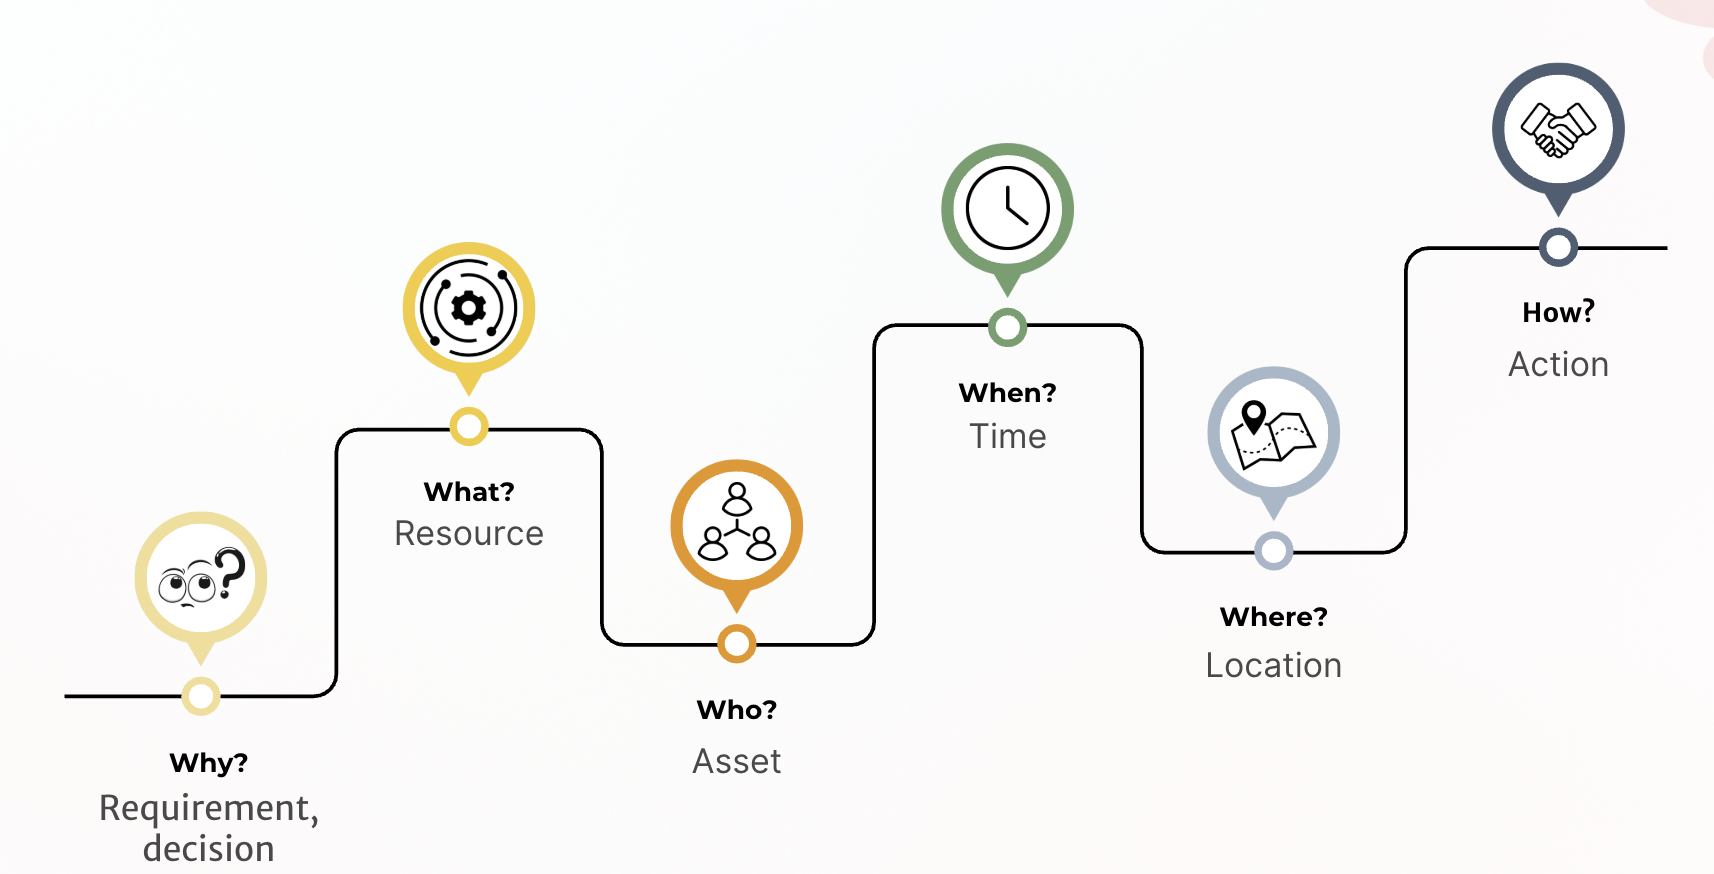 Why?
Requirement,
decision
What?
Resource
Who?
Asset
When?
Time
Where?
Location
How?
Action